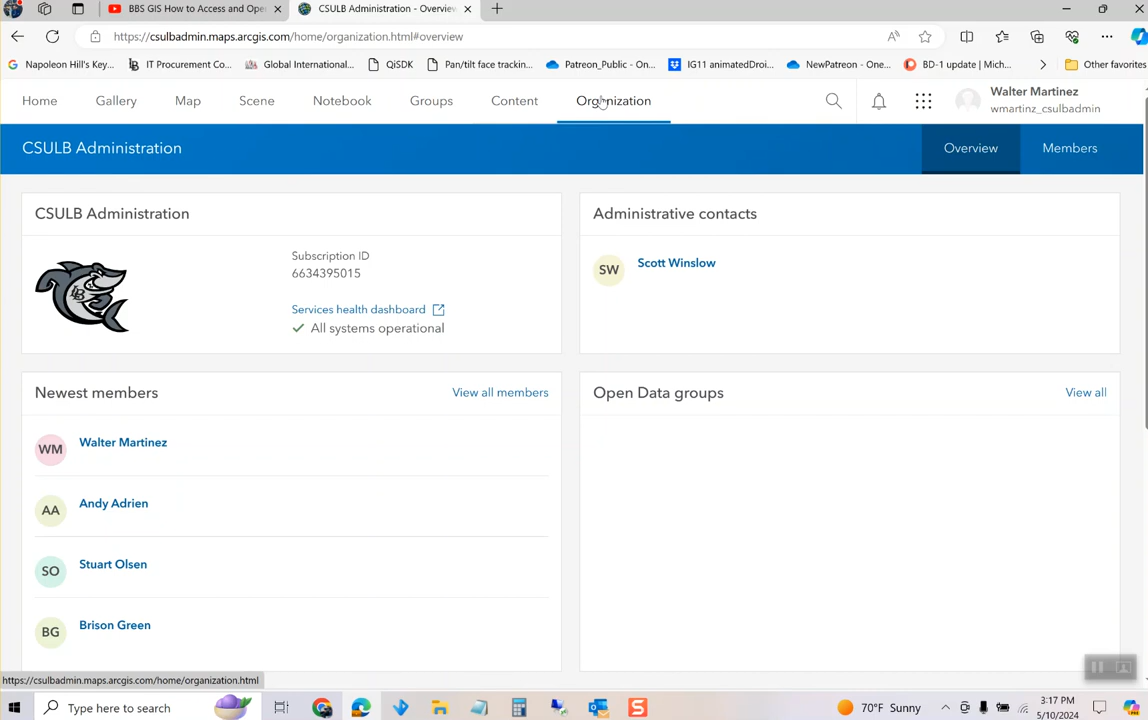 BBS GIS How to Access and Ope
CSULB Administration - Overview
https://csulbadmin.maps.arcgis.com/home/organization.html#overview
Napoleon Hill's Key...
IT Procurement Co...
Global International...
QiSDK
Pan/tilt face trackin...
Patreon_Public - On...
IG11 animatedDroi...
NewPatreon - One...
BD-1 update | Mich...
Other favorites
Home
Gallery
Map
Scene
Notebook
Groups
Content
Organization
Walter Martinez
wmartinz_csulbadmin
CSULB Administration
Overview
Members
CSULB Administration
Subscription ID
6634395015
Services health dashboard
All systems operational
Administrative contacts
SW
Scott Winslow
Newest members
View all members
WM
Walter Martinez
AA
Andy Adrien
SO
Stuart Olsen
BG
Brison Green
Open Data groups
View all
https://csulbadmin.maps.arcgis.com/home/organization.html
Type here to search
70°F Sunny
3:17 PM
5/10/2024